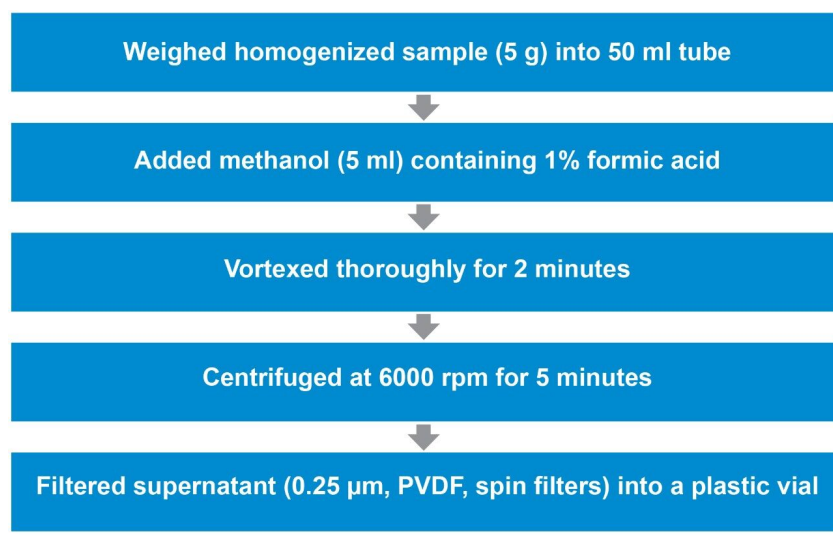 Weighed homogenized sample (5 g) into 50 ml tube
Added methanol (5 ml) containing 1% formic acid
Vortexed thoroughly for 2 minutes
Centrifuged at 6000 rpm for 5 minutes
Filtered supernatant (0.25 µm, PVDF, spin filters) into a plastic vial